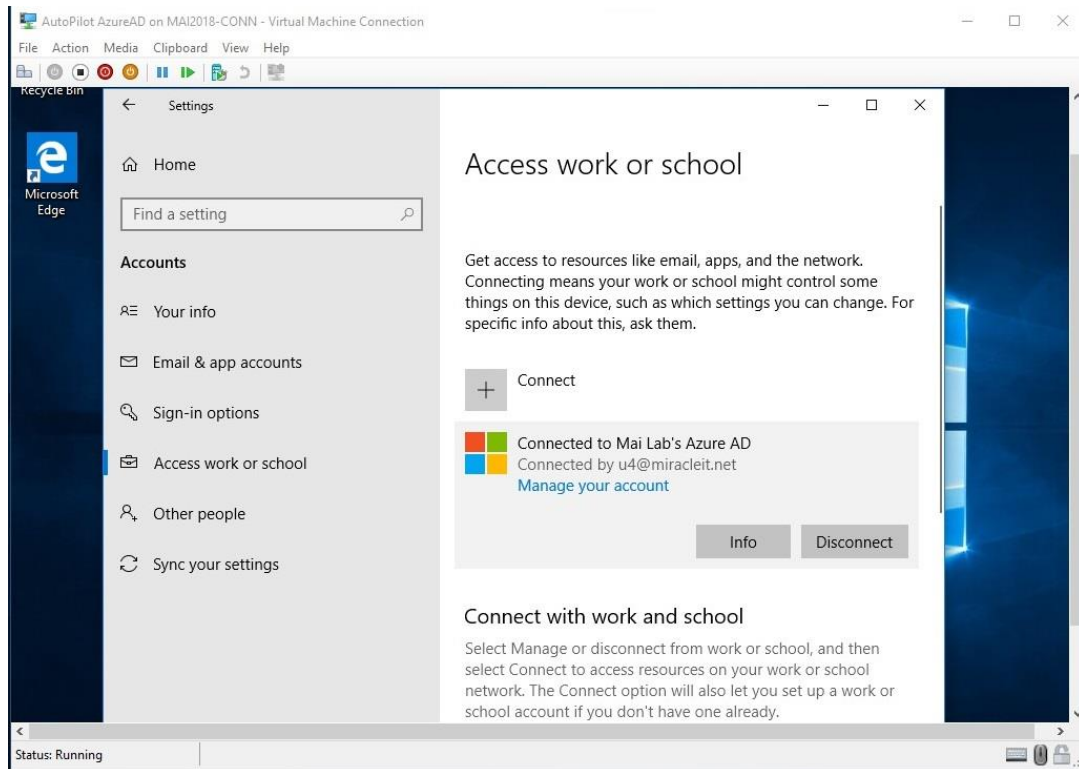 AutoPilot AzureAD on MAI2018-CONN - Virtual Machine Connection
File Action Media Clipboard View Help
Recycle Bin
Microsoft
Edge
Settings
Home
Find a setting
Accounts
Your info
Email & app accounts
Sign-in options
Access work or school
Other people
Sync your settings
Access work or school
Get access to resources like email, apps, and the network.
Connecting means your work or school might control some
things on this device, such as which settings you can change. For
specific info about this, ask them.
Connect
Connected to Mai Lab's Azure AD
Connected by u4@miracleit.net
Manage your account
Info Disconnect
Connect with work and school
Select Manage or disconnect from work or school, and then
select Connect to access resources on your work or school
network. The Connect option will also let you set up a work or
school account if you don't have one already.
Status: Running